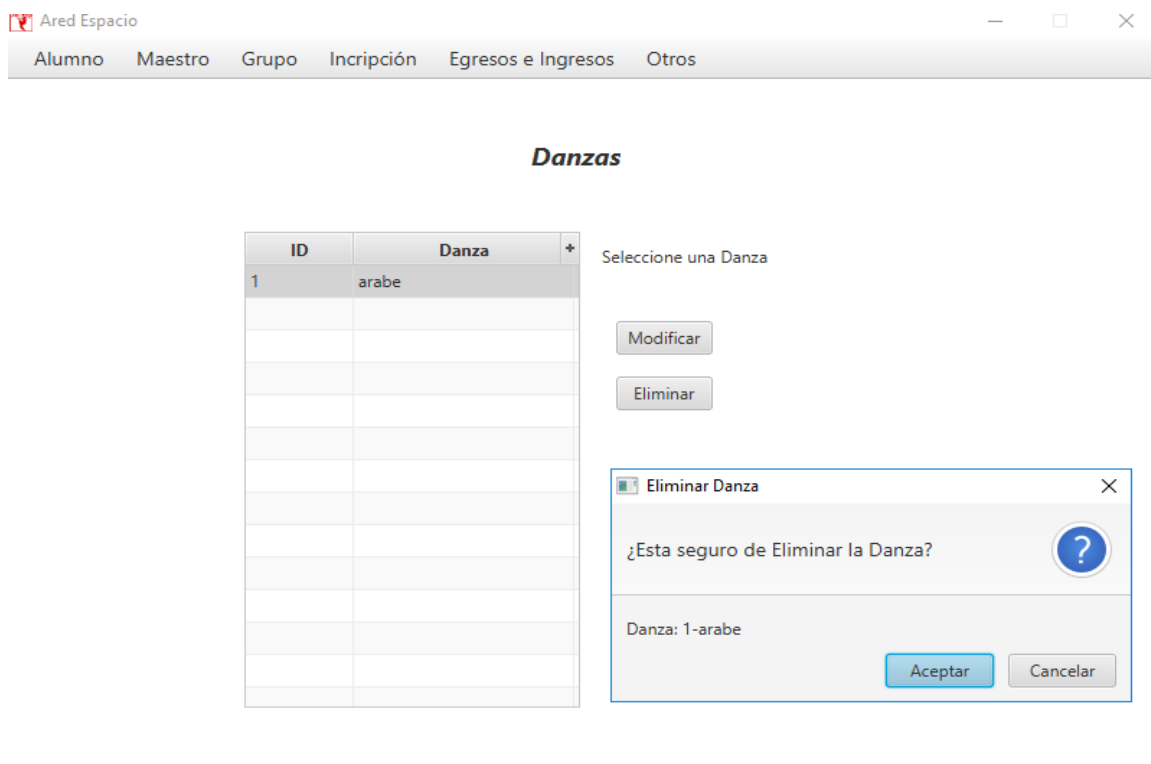 Ared Espacio
Alumno Maestro Grupo Incripción Egresos e Ingresos Otros
Danzas
ID Danza +
1 arabe
Seleccione una Danza
Modificar
Eliminar
Eliminar Danza
¿Esta seguro de Eliminar la Danza?
?
Danza: 1-arabe
Aceptar Cancelar